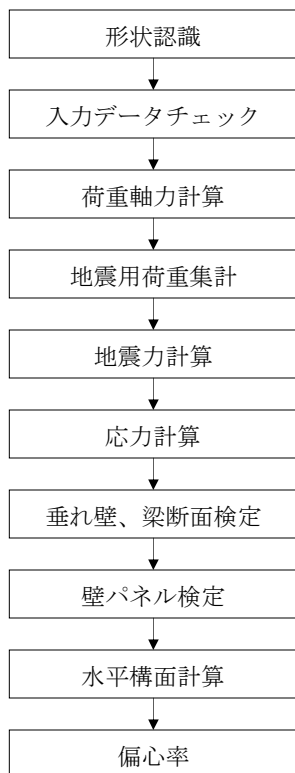 形状認識
入力データチェック
荷重軸力計算
地震用荷重集計
地震力計算
応力計算
垂れ壁、梁断面検定
壁パネル検定
水平構面計算
偏心率